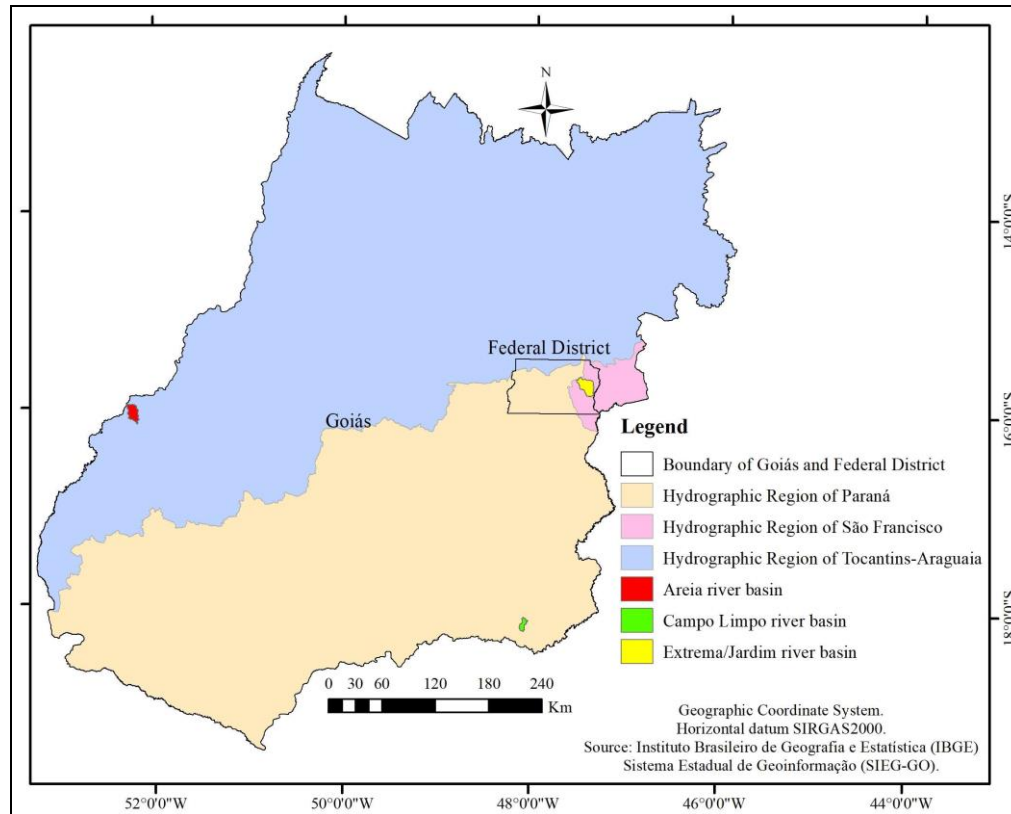 N
14°0'0"S
Federal District
Goiás
16°0'0"S
Legend
Boundary of Goiás and Federal District
Hydrographic Region of Paraná
Hydrographic Region of São Francisco
Hydrographic Region of Tocantins-Araguaia
Areia river basin
Campo Limpo river basin
Extrema/Jardim river basin
18°0'0"S
0 30 60 120 180 240
Km
Geographic Coordinate System.
Horizontal datum SIRGAS2000.
Source: Instituto Brasileiro de Geografia e Estatística (IBGE)
Sistema Estadual de Geoinformação (SIEG-GO).
52°0'0"W 50°0'0"W 48°0'0"W 46°0'0"W 44°0'0"W